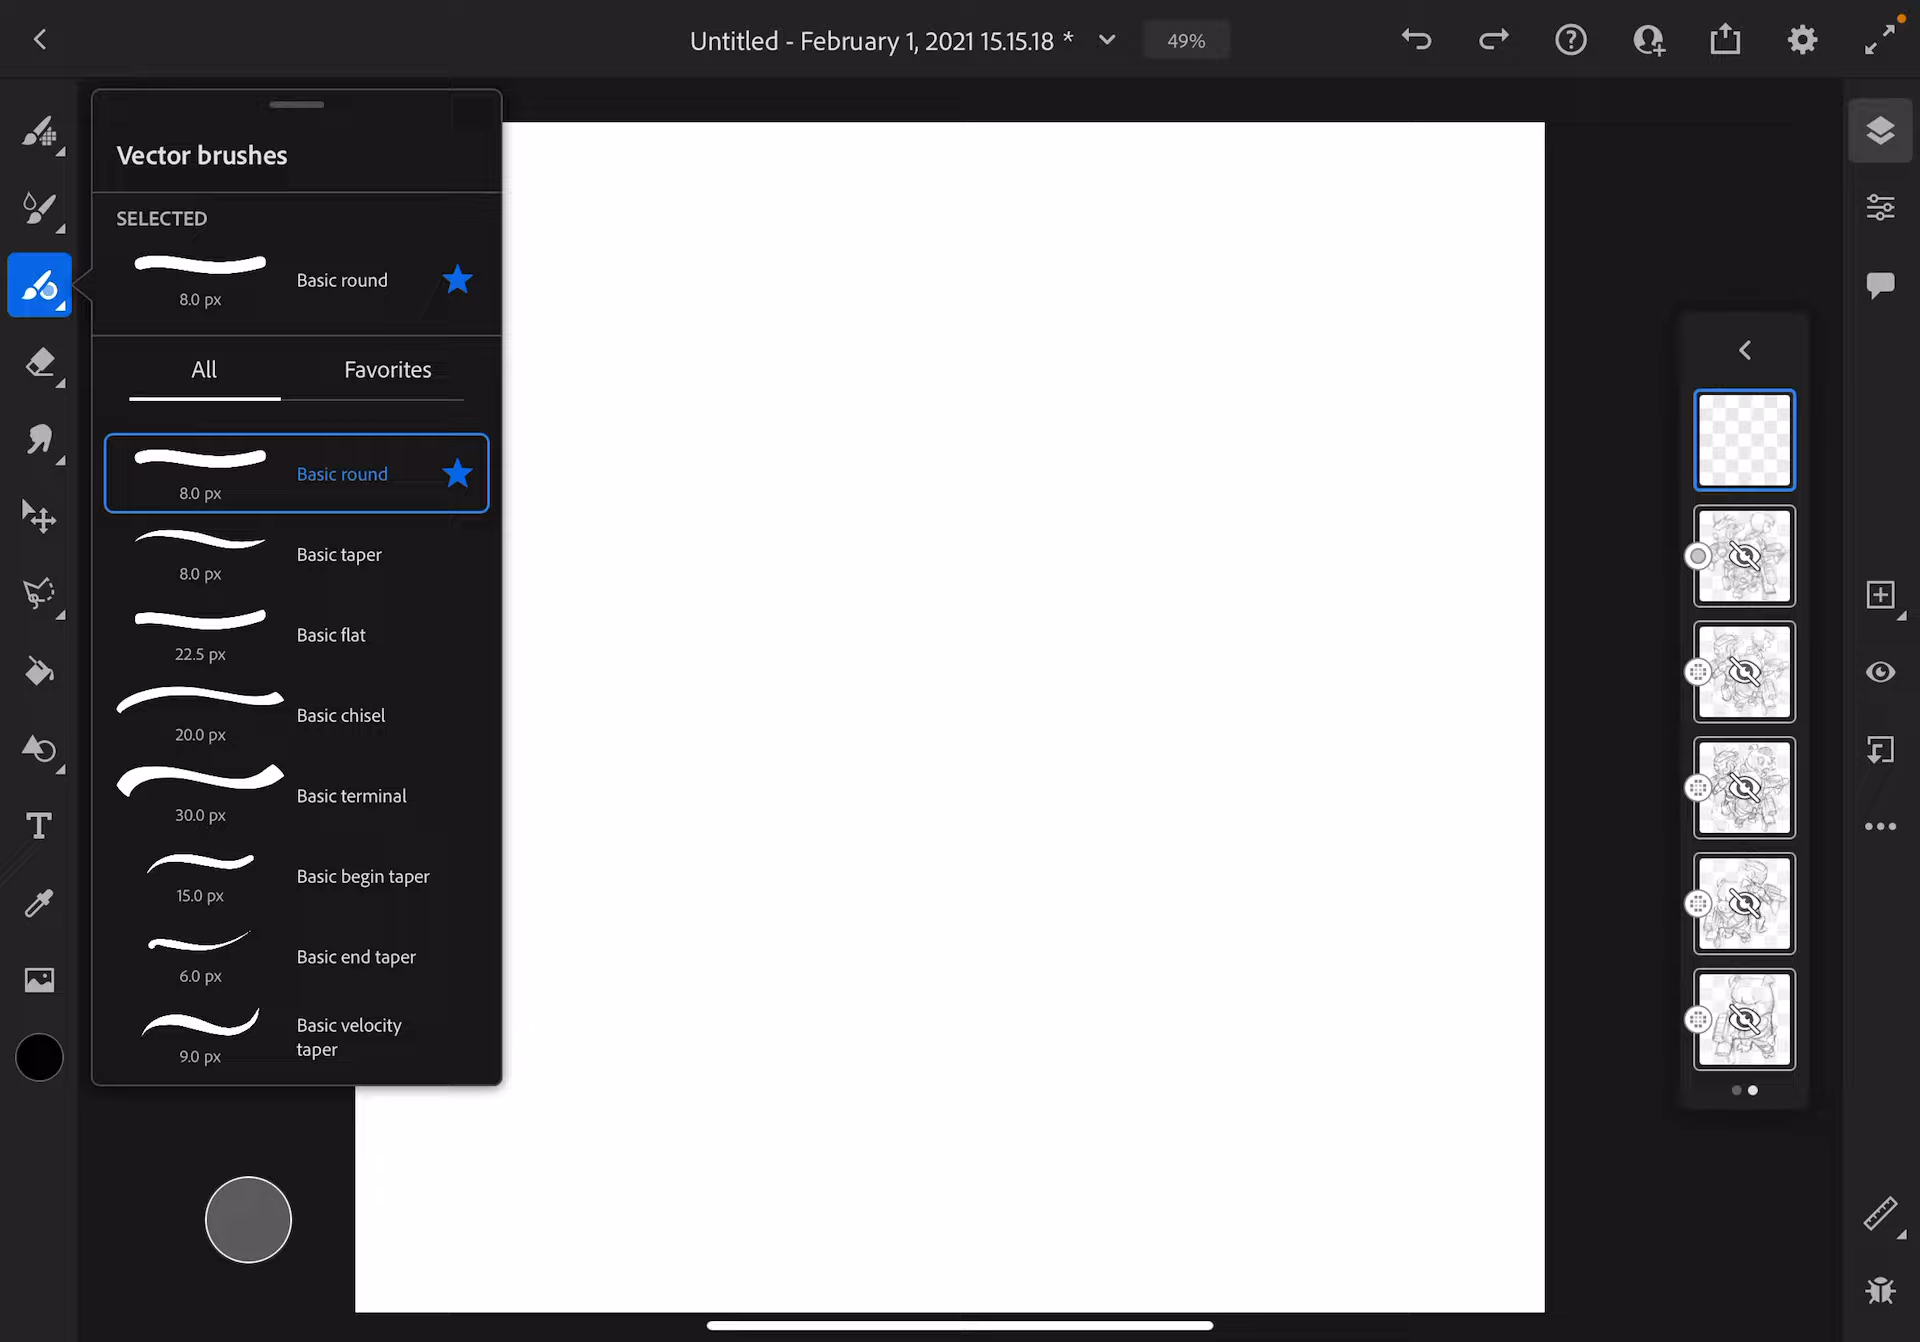 Untitled - February 1, 2021 15.15.18 *
49%
Vector brushes
SELECTED
Basic round
8.0 px
All
Favorites
Basic round
8.0 px
Basic taper
8.0 px
Basic flat
22.5 px
Basic chisel
20.0 px
Basic terminal
30.0 px
Basic begin taper
15.0 px
Basic end taper
6.0 px
Basic velocity
taper
9.0 px